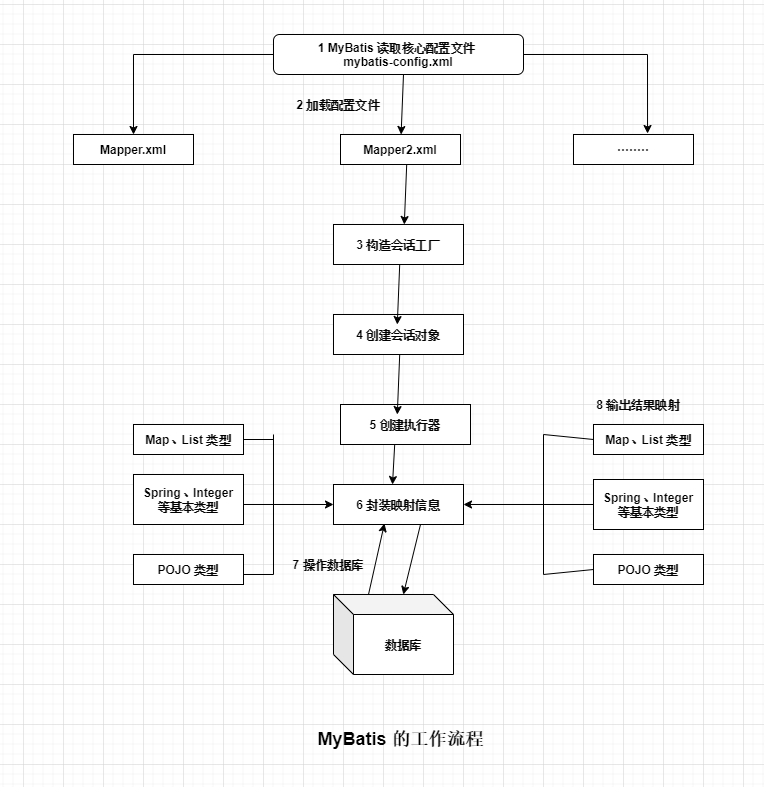 1 MyBatis 读取核心配置文件
mybatis-config.xml
2 加载配置文件
Mapper.xml
Mapper2.xml
········
3 构造会话工厂
4 创建会话对象
5 创建执行器
8 输出结果映射
Map、List 类型
Map、List 类型
Spring、Integer
等基本类型
6 封装映射信息
Spring、Integer
等基本类型
POJO 类型
7 操作数据库
POJO 类型
数据库
MyBatis 的工作流程